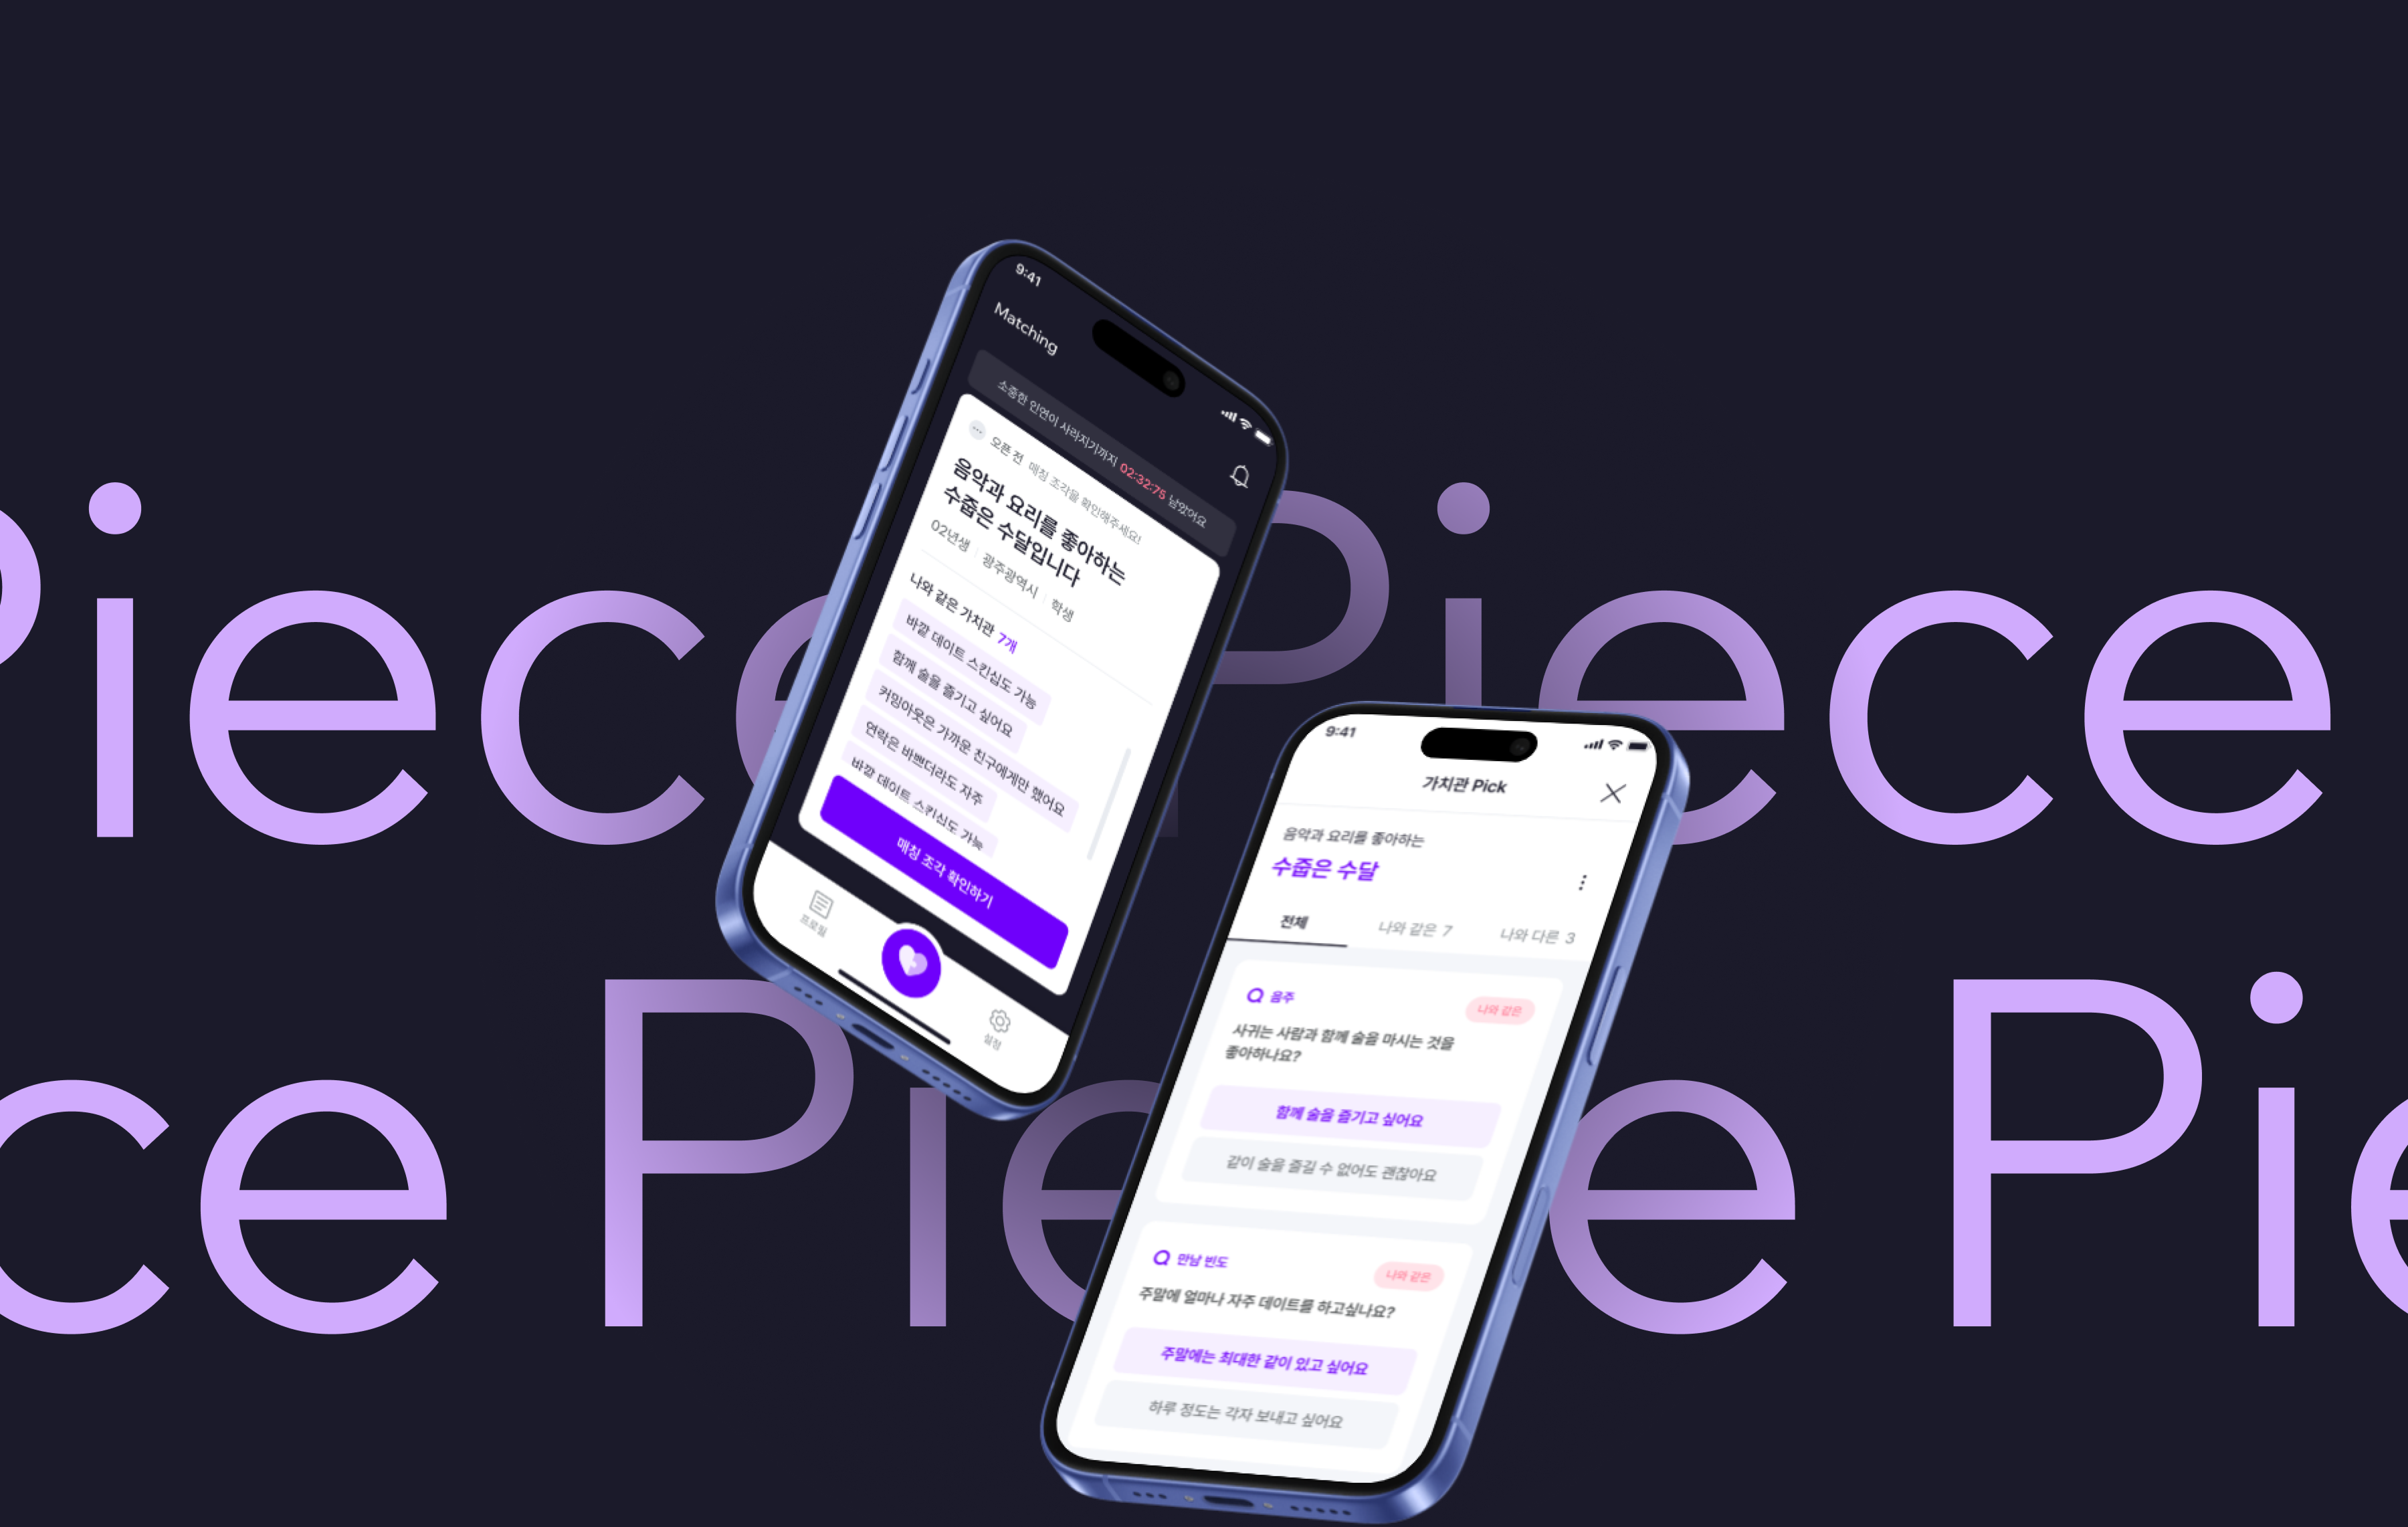 Piece Piece
9:41
Matching
소중한 인연이 사라지기까지 02:32:75 남았어요
오픈 전 매칭 조각을 확인해주세요!
음악과 요리를 좋아하는
수줍은 수달입니다
02년생 광주광역시 학생
나와 같은 가치관 7개
바깥 데이트 스킨십도 가능
함께 술을 즐기고 싶어요
커밍아웃은 가까운 친구에게만 했어요
연락은 바쁘더라도 자주
바깥 데이트 스킨십도 가능
매칭 조각 확인하기
프로필
설정
9:41
가치관 Pick
음악과 요리를 좋아하는
수줍은 수달
전체 나와 같은 7 나와 다른 3
Q 음주
나와 같은
사귀는 사람과 함께 술을 마시는 것을
좋아하나요?
함께 술을 즐기고 싶어요
같이 술을 즐길 수 없어도 괜찮아요
Q 만남 빈도
나와 같은
주말에 얼마나 자주 데이트를 하고싶나요?
주말에는 최대한 같이 있고 싶어요
하루 정도는 각자 보내고 싶어요
ce Pie e Pie